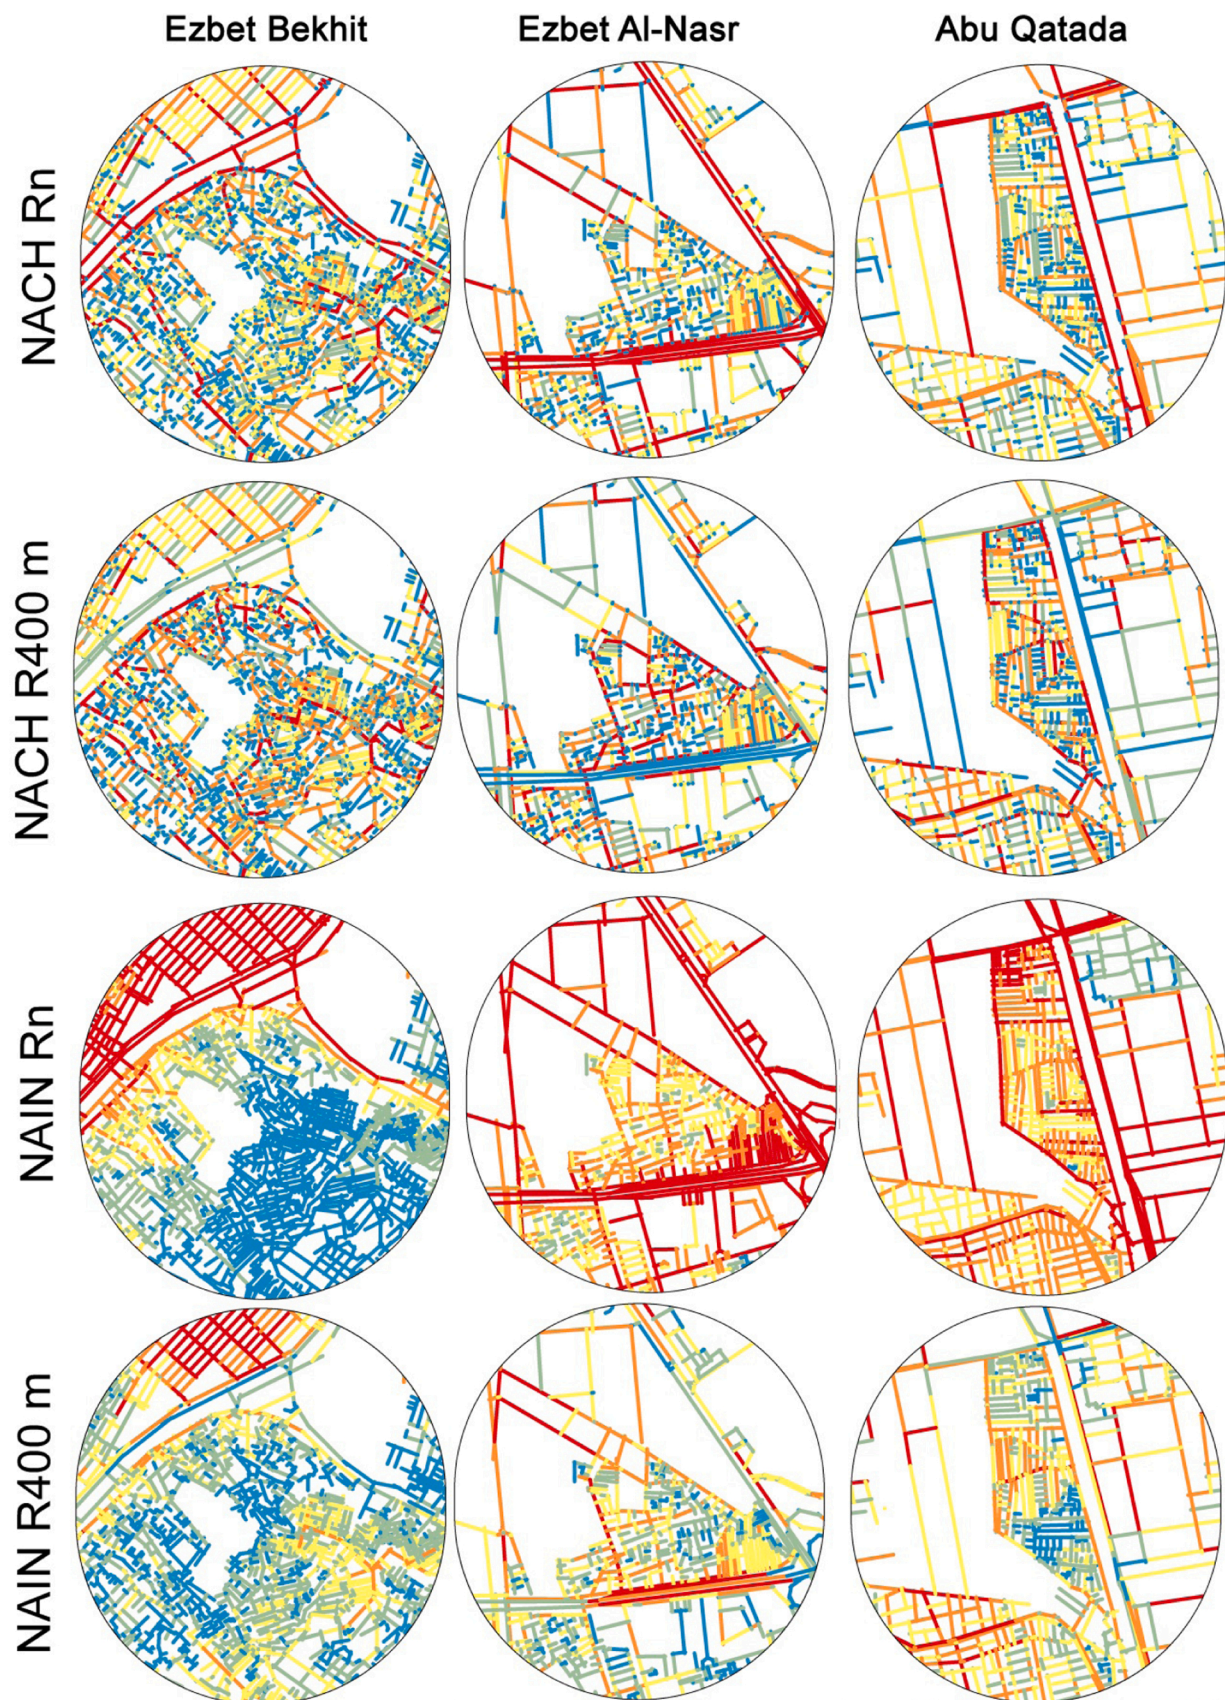 Ezbet Bekhit
Ezbet Al-Nasr
Abu Qatada
NACH Rn
NACH R400 m
NAIN Rn
NAIN R400 m